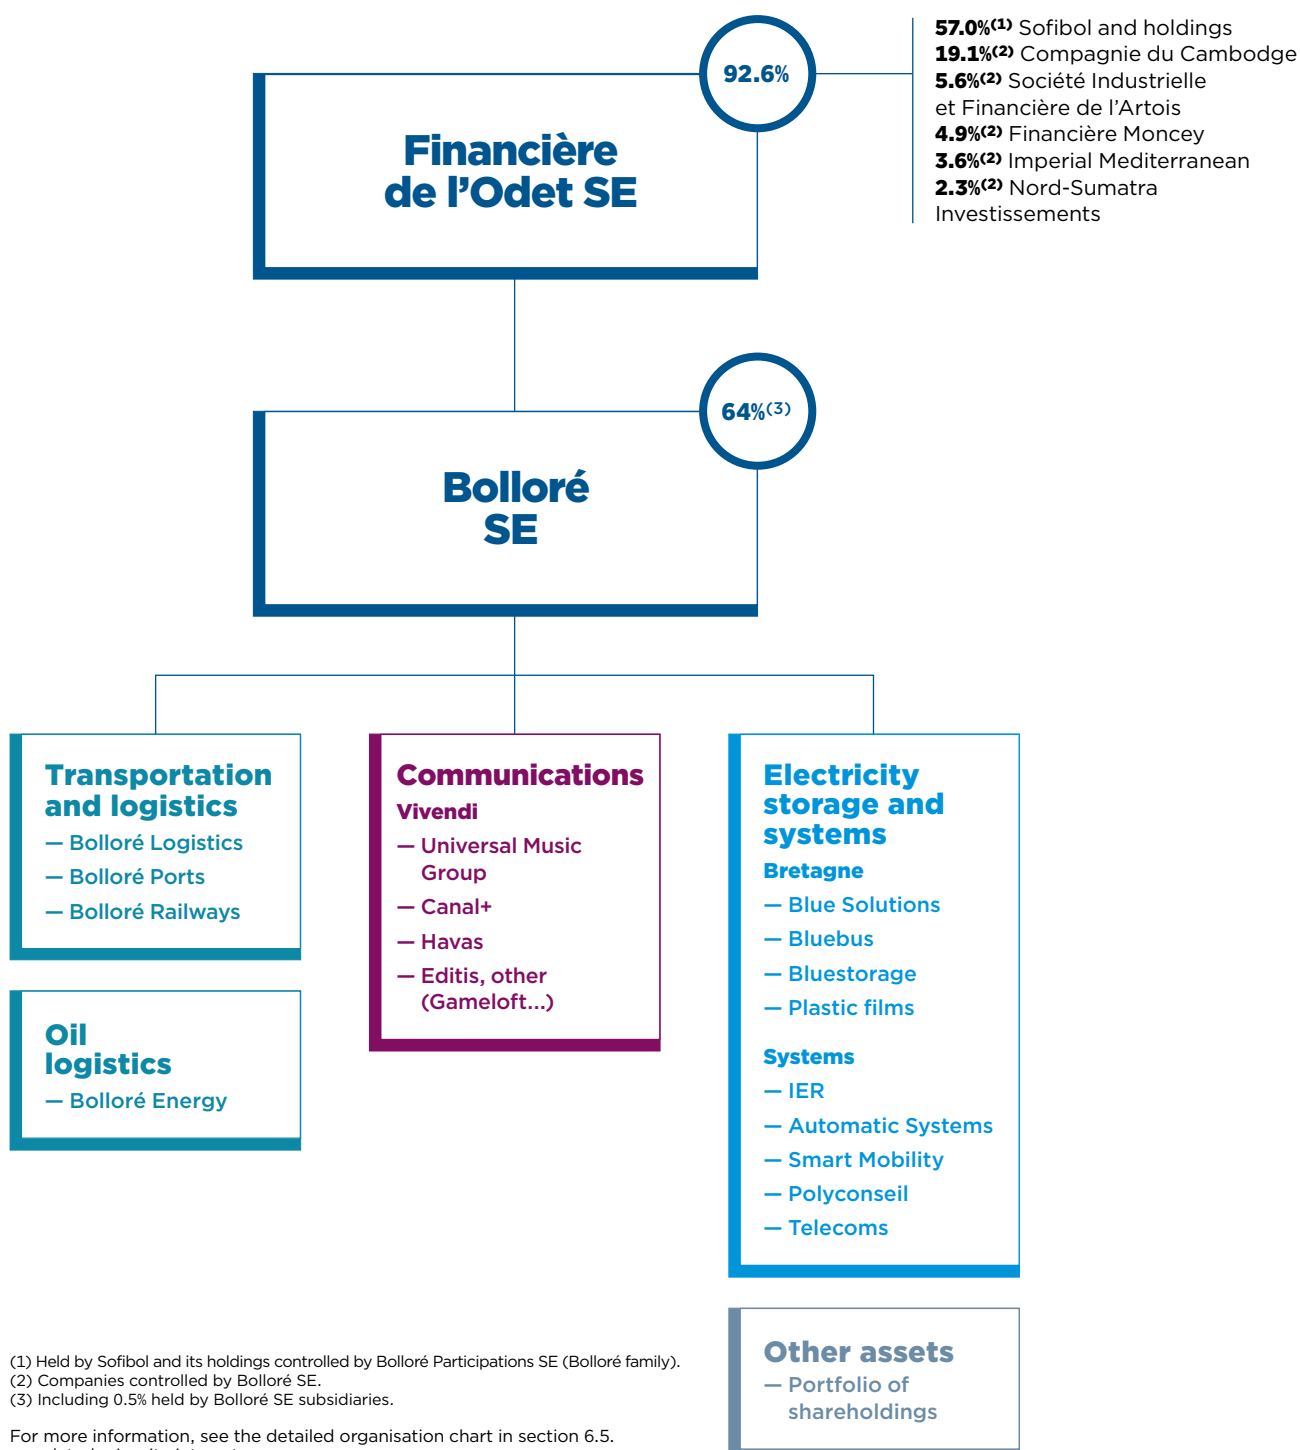 92.6%
57.0%(1) Sofibol and holdings
19.1%(2) Compagnie du Cambodge
5.6%(2) Société Industrielle
et Financière de l'Artois
4.9%(2) Financière Moncey
3.6%(2) Imperial Mediterranean
2.3%(2) Nord-Sumatra
Investissements
Financière
de l'Odet SE
64%(3)
Bolloré
SE
Transportation
and logistics
— Bolloré Logistics
— Bolloré Ports
— Bolloré Railways
Oil
logistics
— Bolloré Energy
Communications
Vivendi
— Universal Music
Group
— Canal+
— Havas
— Editis, other
(Gameloft...)
Electricity
storage and
systems
Bretagne
— Blue Solutions
— Bluebus
— Bluestorage
— Plastic films
Systems
— IER
— Automatic Systems
— Smart Mobility
— Polyconseil
— Telecoms
Other assets
— Portfolio of
shareholdings
(1) Held by Sofibol and its holdings controlled by Bolloré Participations SE (Bolloré family).
(2) Companies controlled by Bolloré SE.
(3) Including 0.5% held by Bolloré SE subsidiaries.
For more information, see the detailed organisation chart in section 6.5.